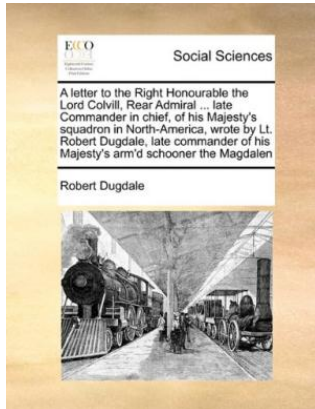 ECCO
Social Sciences
A letter to the Right Honourable the
Lord Colvill, Rear Admiral ... late
Commander in chief, of his Majesty's
squadron in North-America, wrote by Lt.
Robert Dugdale, late commander of his
Majesty's arm'd schooner the Magdalen
Robert Dugdale